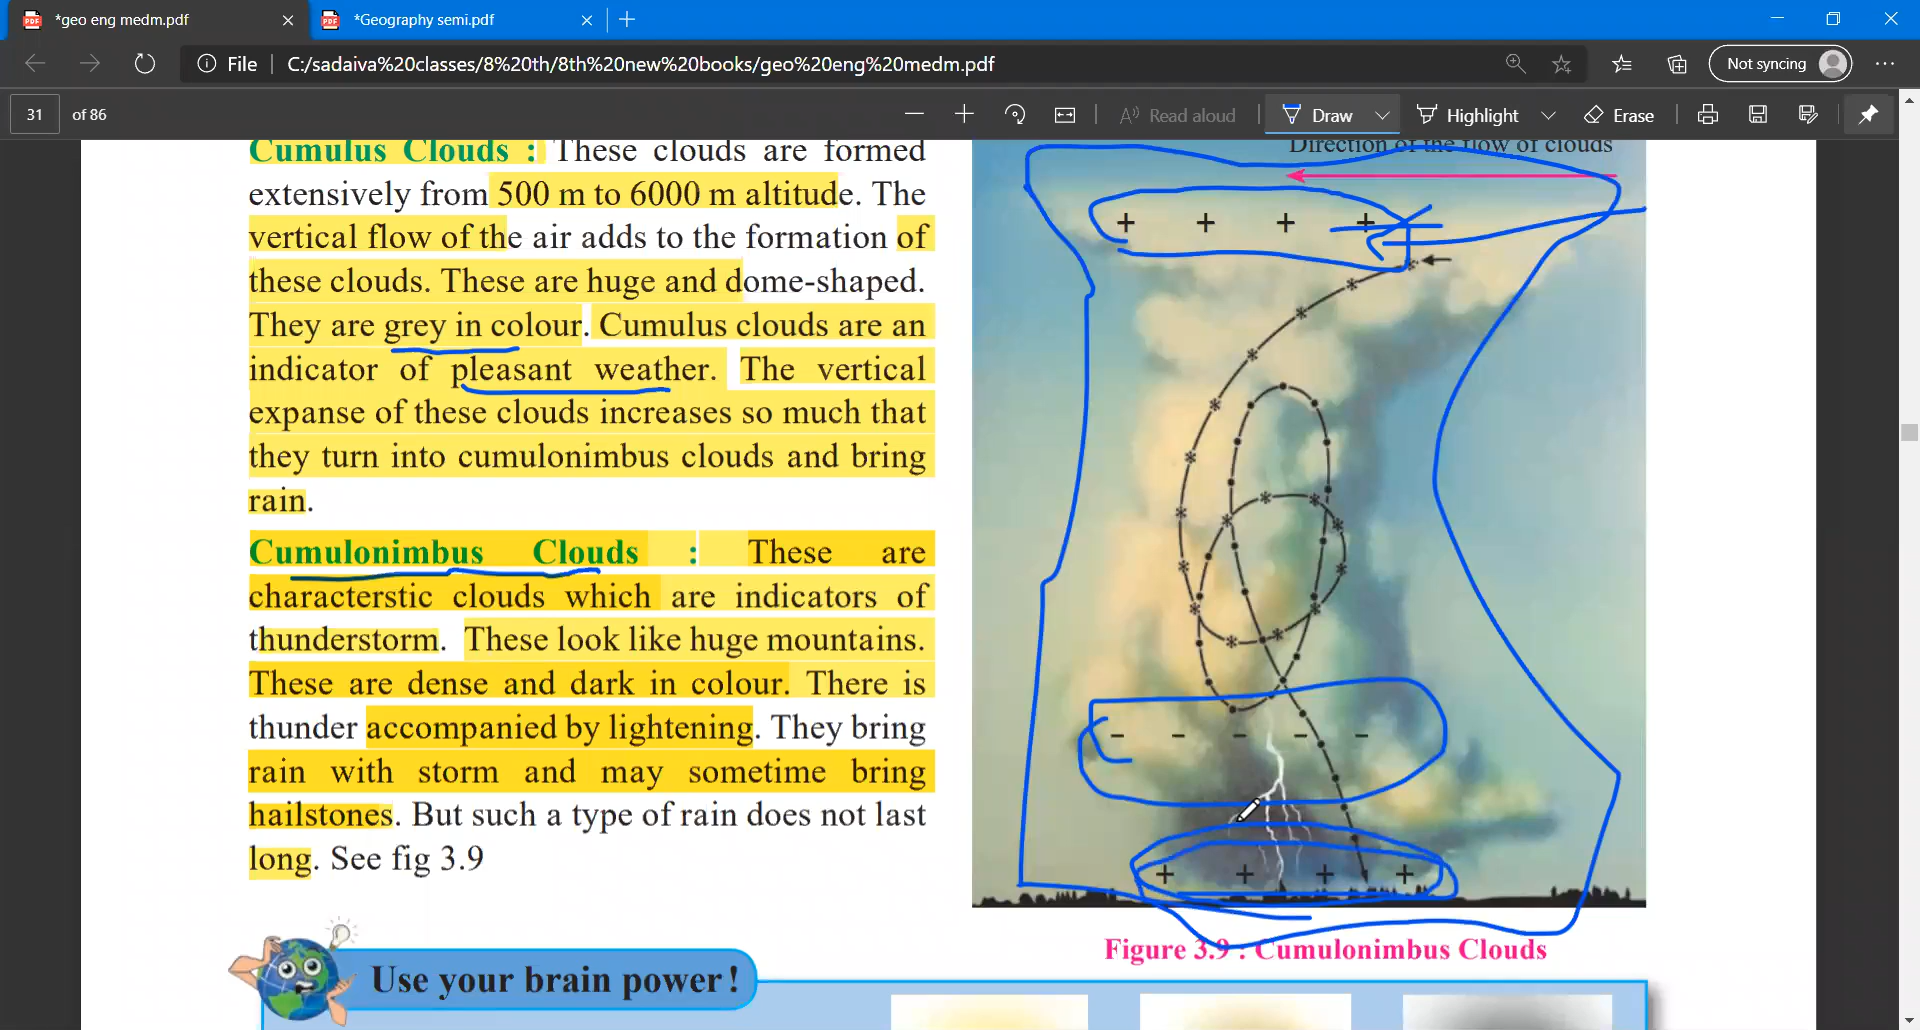 *geo eng medm.pdf
*Geography semi.pdf
File
C:/sadaiva%20classes/8%20th/8th%20new%20books/geo%20eng%20medm.pdf
Not syncing
31 of 86
Read aloud
Draw
Highlight
Erase
Cumulus Clouds : These clouds are formed
extensively from 500 m to 6000 m altitude. The
vertical flow of the air adds to the formation of
these clouds. These are huge and dome-shaped.
They are grey in colour. Cumulus clouds are an
indicator of pleasant weather. The vertical
expanse of these clouds increases so much that
they turn into cumulonimbus clouds and bring
rain.
Cumulonimbus Clouds : These are
characterstic clouds which are indicators of
thunderstorm. These look like huge mountains.
These are dense and dark in colour. There is
thunder accompanied by lightening. They bring
rain with storm and may sometime bring
hailstones. But such a type of rain does not last
long. See fig 3.9
Direction of the flow of clouds
+ + + +
- - - - -
+ + + +
Figure 3.9 : Cumulonimbus Clouds
Use your brain power!